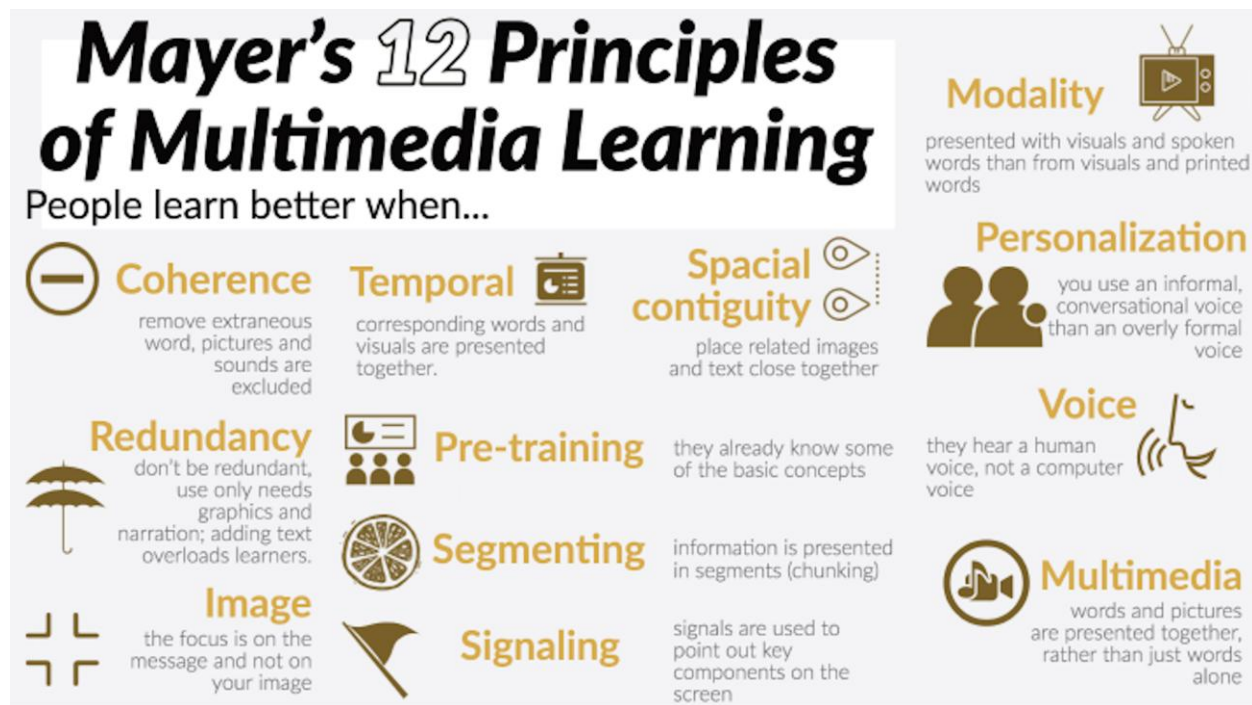 Mayer's 12 Principles
of Multimedia Learning
People learn better when...
Coherence
remove extraneous
word, pictures and
sounds are
excluded
Redundancy
don't be redundant,
use only needs
graphics and
narration; adding text
overloads learners.
Image
the focus is on the
message and not on
your image
Temporal
corresponding words and
visuals are presented
together.
Spacial
contiguity
place related images
and text close together
Pre-training
they already know some
of the basic concepts
Segmenting
information is presented
in segments (chunking)
Signaling
signals are used to
point out key
components on the
screen
Modality
presented with visuals and spoken
words than from visuals and printed
words
Personalization
you use an informal,
conversational voice
than an overly formal
voice
Voice
they hear a human
voice, not a computer
voice
Multimedia
words and pictures
are presented together,
rather than just words
alone